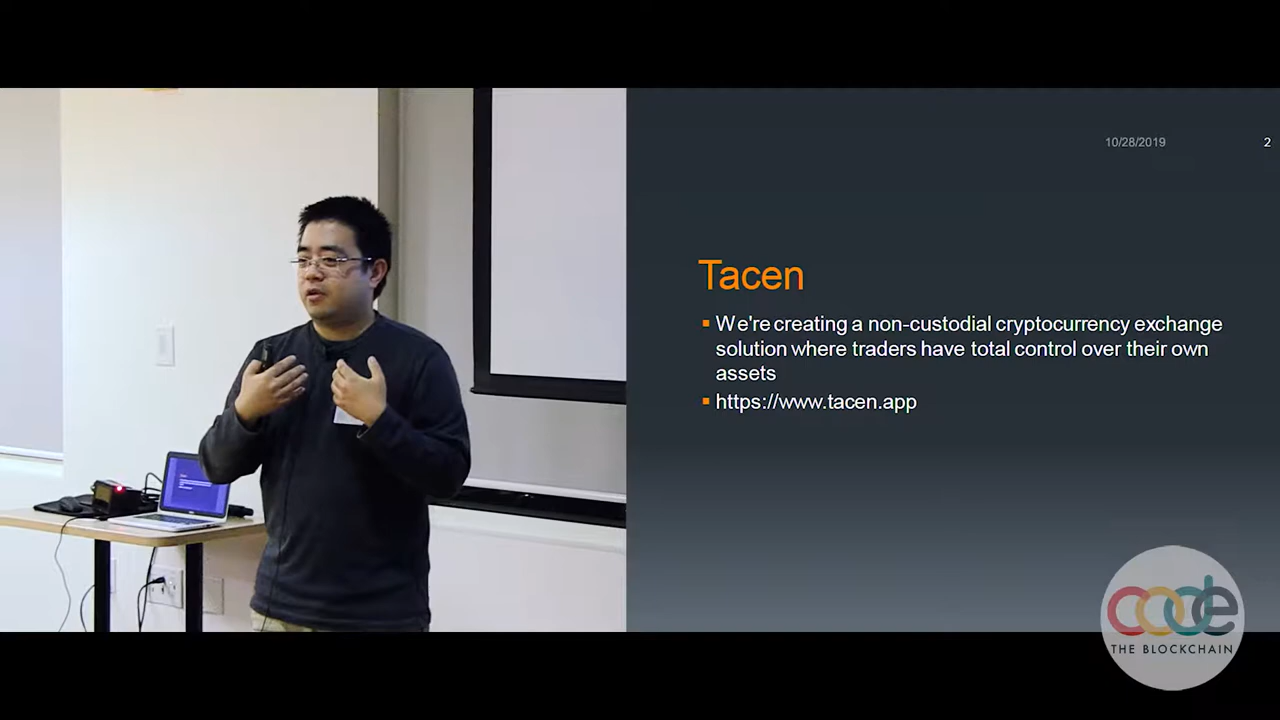 10/28/2019
2
Tacen
We're creating a non-custodial cryptocurrency exchange
solution where traders have total control over their own
assets
https://www.tacen.app
code
THE BLOCKCHAIN